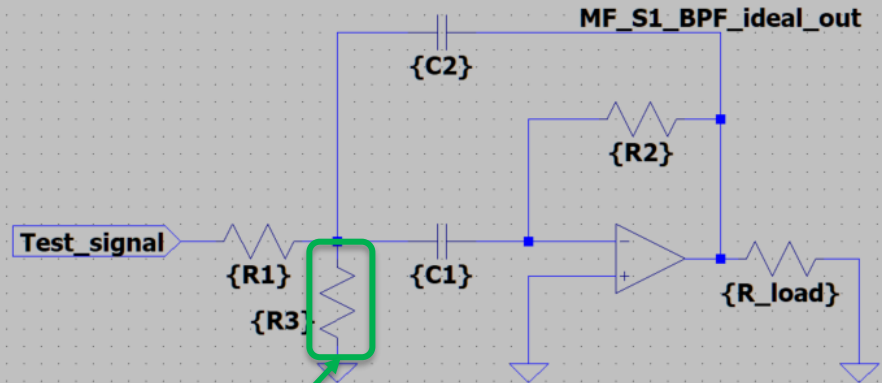 MF_S1_BPF_ideal_out
{C2}
{R2}
Test_signal
{R1}
{C1}
{R3}
{R_load}
−
+